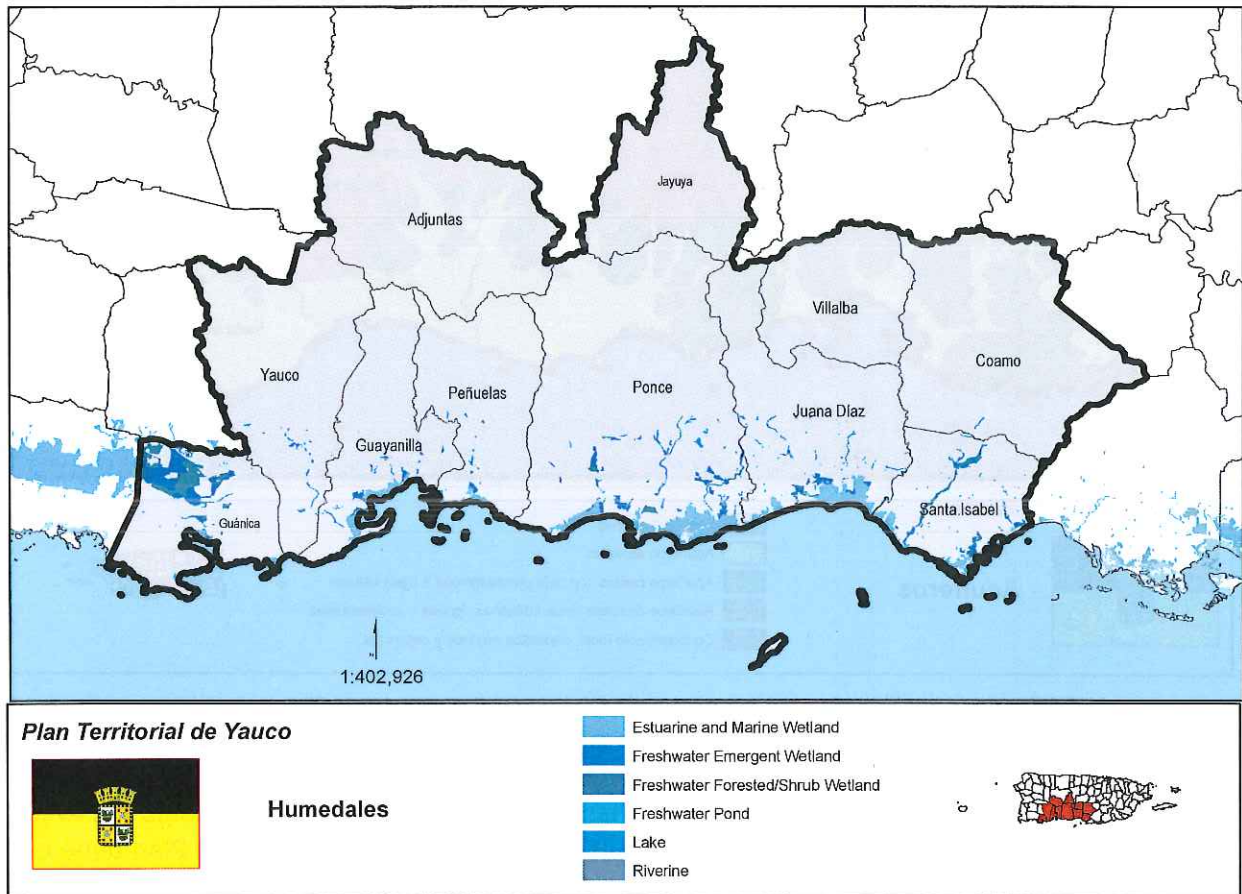 Jayuya
Adjuntas
Villalba
Coamo
Yauco
Peñuelas
Ponce
Juana Díaz
Guayanilla
Santa.Isabel
Guánica
1:402,926
Plan Territorial de Yauco
Humedales
Estuarine and Marine Wetland
Freshwater Emergent Wetland
Freshwater Forested/Shrub Wetland
Freshwater Pond
Lake
Riverine